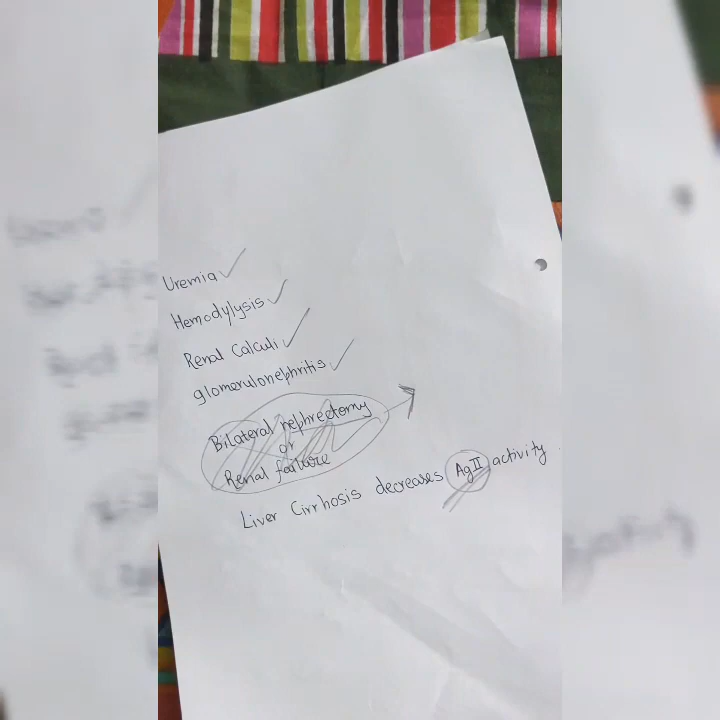 Uremia
Hemodylysis
Renal Calculi
glomerulonephritis
Bilateral nephrectomy
or
Renal failure
Liver Cirrhosis decreases AgII activity